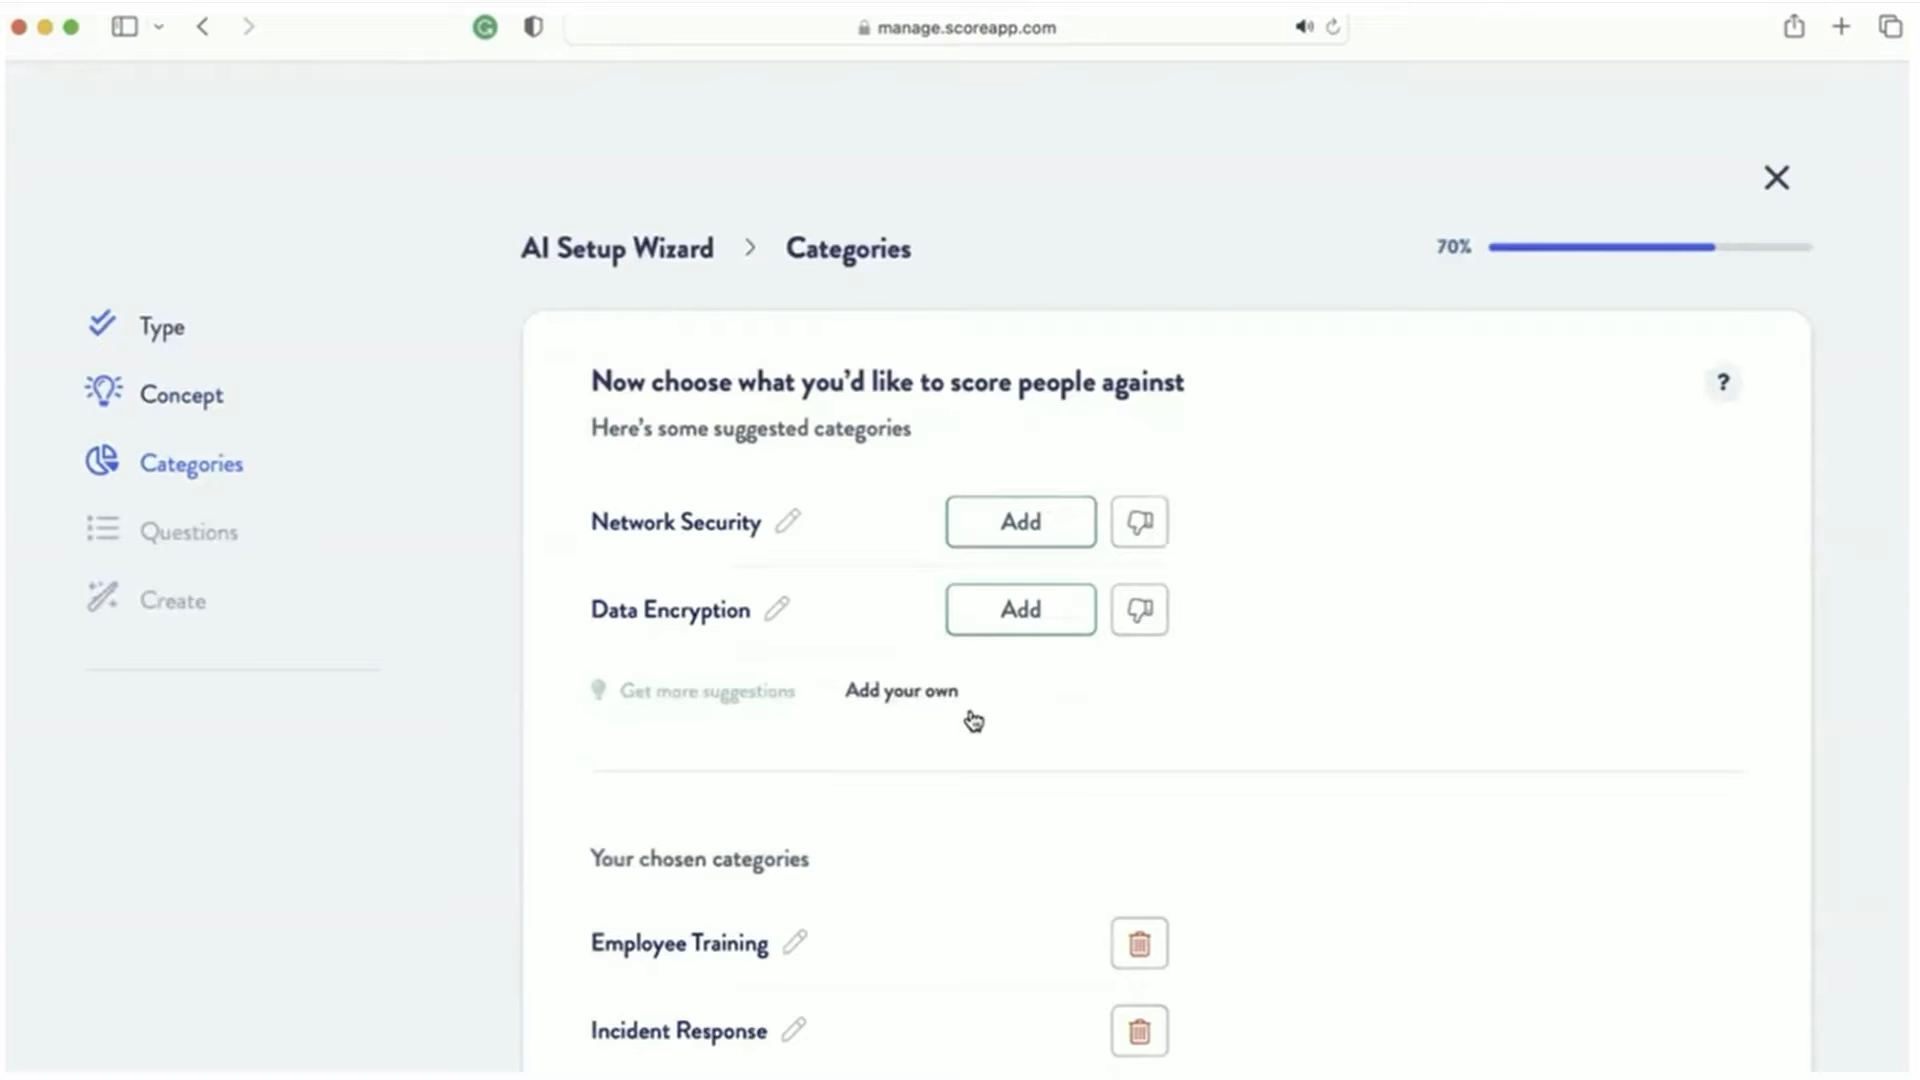 manage.scoreapp.com
AI Setup Wizard > Categories
70%
Type
Concept
Categories
Questions
Create
Now choose what you'd like to score people against
?
Here's some suggested categories
Network Security
Add
Data Encryption
Add
Get more suggestions
Add your own
Your chosen categories
Employee Training
Incident Response